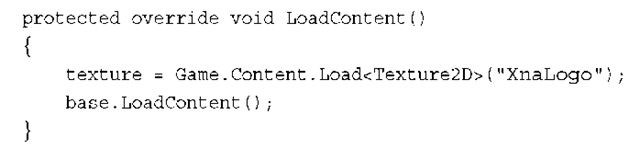 protected override void LoadContent()
{
    texture = Game.Content.Load<Texture2D>("XnaLogo");
    base.LoadContent();
}